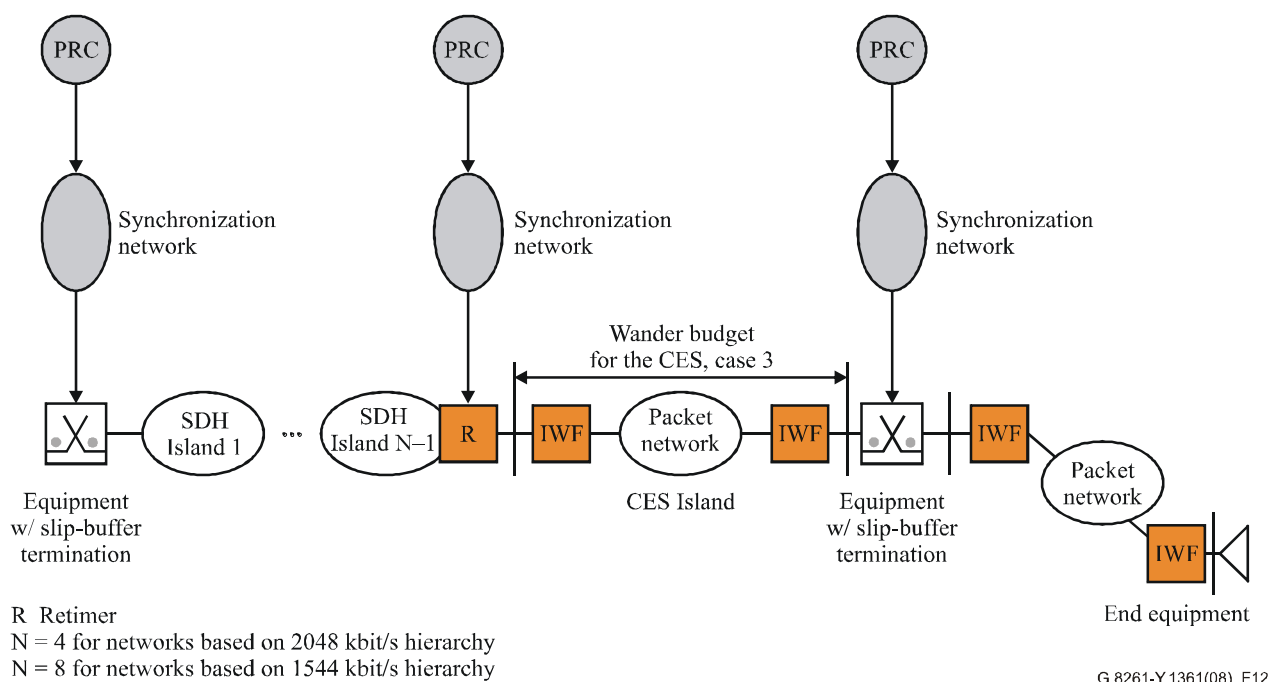 PRC
PRC
PRC
Synchronization
network
Synchronization
network
Synchronization
network
Wander budget
for the CES, case 3
SDH
Island 1
...
SDH
Island N–1
R
IWF
Packet
network
IWF
IWF
Packet
network
IWF
Equipment
w/ slip-buffer
termination
CES Island
Equipment
w/ slip-buffer
termination
End equipment
R Retimer
N = 4 for networks based on 2048 kbit/s hierarchy
N = 8 for networks based on 1544 kbit/s hierarchy
G.8261-Y.1361(08)_F12